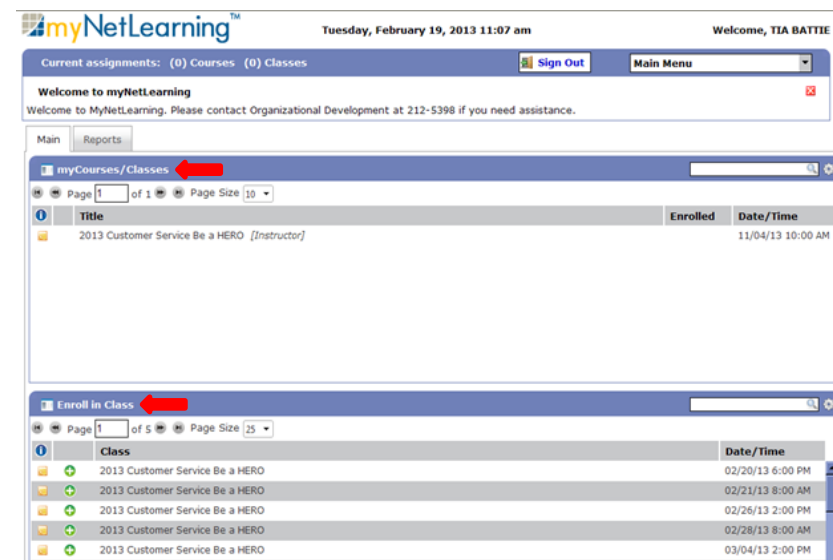 myNetLearning™ Tuesday, February 19, 2013 11:07 am Welcome, TIA BATTIE
Current assignments: (0) Courses (0) Classes Sign Out Main Menu
Welcome to myNetLearning
Welcome to MyNetLearning. Please contact Organizational Development at 212-5398 if you need assistance.
Main Reports
myCourses/Classes
Page 1 of 1 Page Size 10
Title Enrolled Date/Time
2013 Customer Service Be a HERO [Instructor] 11/04/13 10:00 AM
Enroll in Class
Page 1 of 5 Page Size 25
Class Date/Time
2013 Customer Service Be a HERO 02/20/13 6:00 PM
2013 Customer Service Be a HERO 02/21/13 8:00 AM
2013 Customer Service Be a HERO 02/26/13 2:00 PM
2013 Customer Service Be a HERO 02/28/13 8:00 AM
2013 Customer Service Be a HERO 03/04/13 2:00 PM